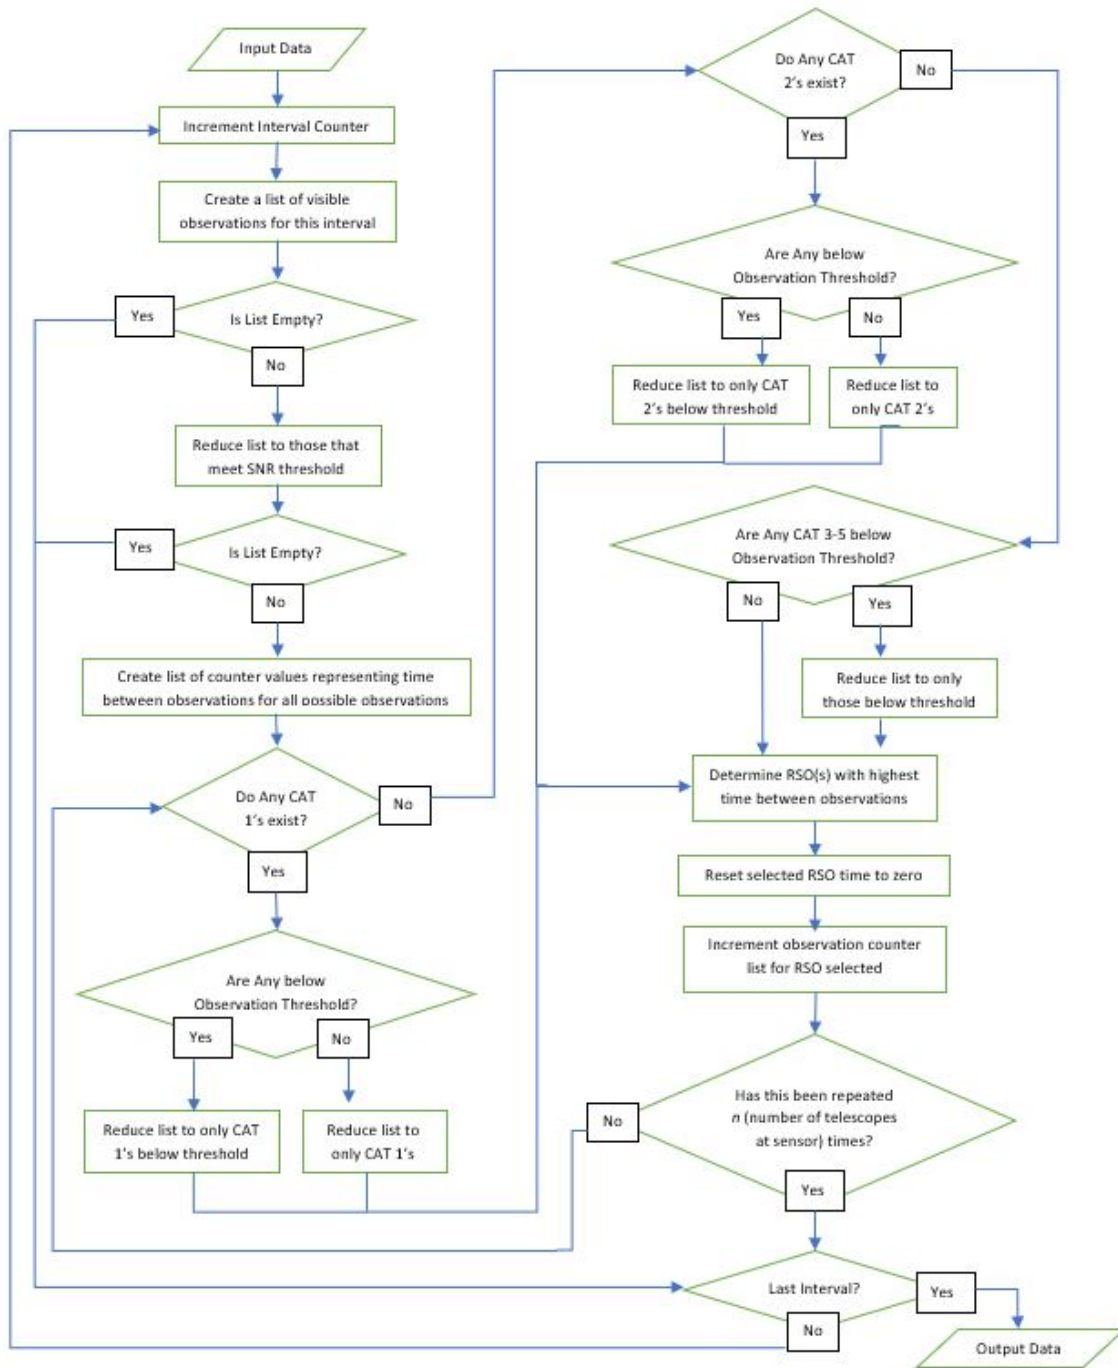 Input Data
Increment Interval Counter
Create a list of visible
observations for this interval
Is List Empty?
Yes
No
Reduce list to those that
meet SNR threshold
Is List Empty?
Yes
No
Create list of counter values representing time
between observations for all possible observations
Do Any CAT
1's exist?
No
Yes
Are Any below
Observation Threshold?
Yes
No
Reduce list to only CAT
1's below threshold
Reduce list to
only CAT 1's
Do Any CAT
2's exist?
No
Yes
Are Any below
Observation Threshold?
Yes
No
Reduce list to only CAT
2's below threshold
Reduce list to
only CAT 2's
Are Any CAT 3-5 below
Observation Threshold?
No
Yes
Reduce list to only
those below threshold
Determine RSO(s) with highest
time between observations
Reset selected RSO time to zero
Increment observation counter
list for RSO selected
Has this been repeated
n (number of telescopes
at sensor) times?
No
Yes
Last Interval?
Yes
No
Output Data